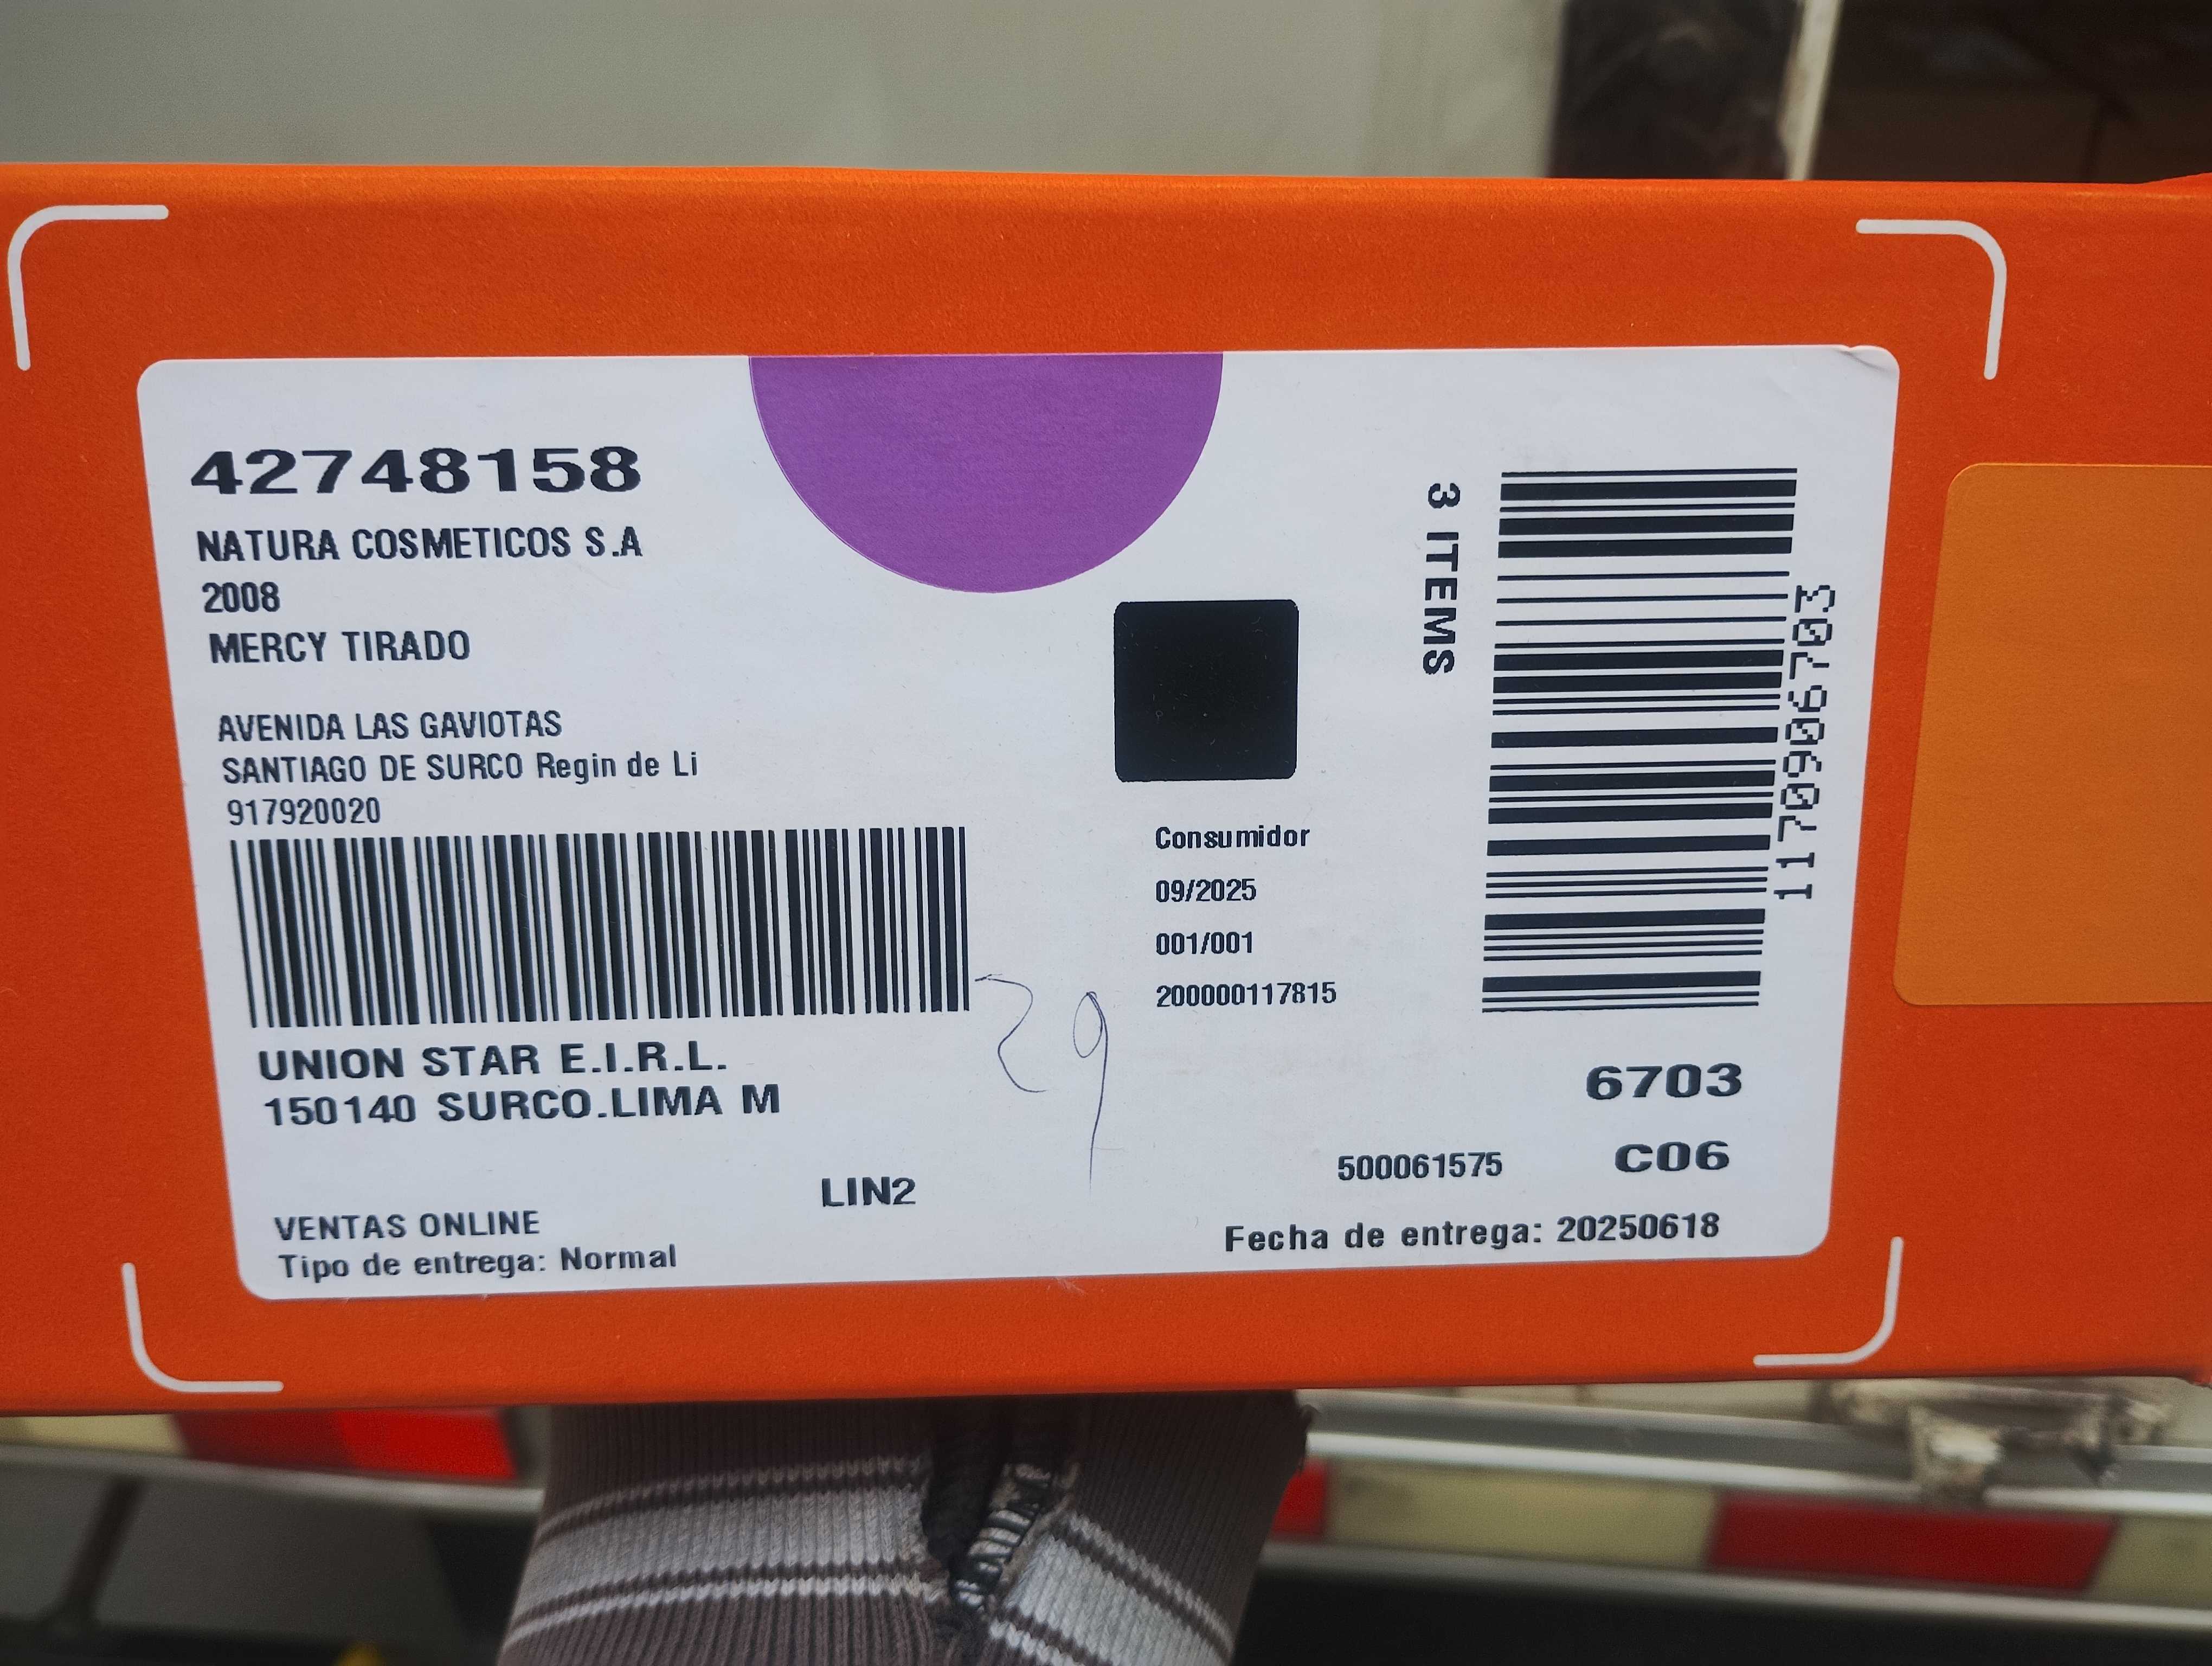 42748158
NATURA COSMETICOS S.A
2008
MERCY TIRADO
AVENIDA LAS GAVIOTAS
SANTIAGO DE SURCO Regin de Li
917920020
UNION STAR E.I.R.L.
150140 SURCO.LIMA M
VENTAS ONLINE
Tipo de entrega: Normal
LIN2
29
Consumidor
09/2025
001/001
200000117815
3 ITEMS
1170906703
6703
500061575
C06
Fecha de entrega: 20250618